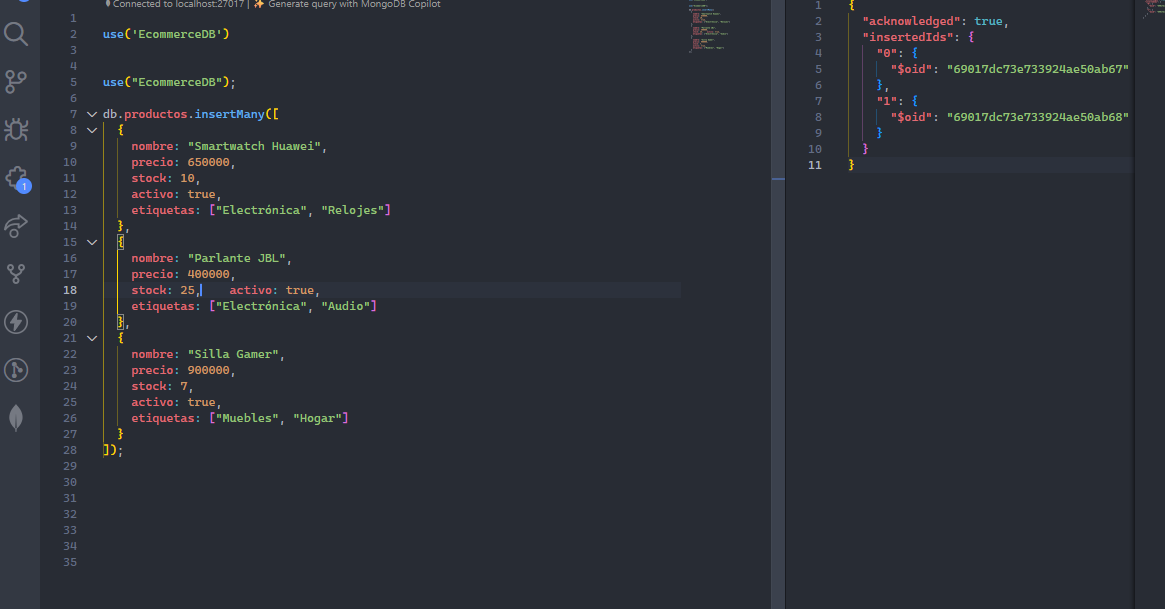 Connected to localhost:27017 | ✨ Generate query with MongoDB Copilot
1
2 use('EcommerceDB')
3
4
5 use("EcommerceDB");
6
7 db.productos.insertMany([
8 {
9 nombre: "Smartwatch Huawei",
10 precio: 650000,
11 stock: 10,
12 activo: true,
13 etiquetas: ["Electrónica", "Relojes"]
14 },
15 {
16 nombre: "Parlante JBL",
17 precio: 400000,
18 stock: 25, activo: true,
19 etiquetas: ["Electrónica", "Audio"]
20 },
21 {
22 nombre: "Silla Gamer",
23 precio: 900000,
24 stock: 7,
25 activo: true,
26 etiquetas: ["Muebles", "Hogar"]
27 }
28 ]);
29
30
31
32
33
34
35
1
1 {
2 "acknowledged": true,
3 "insertedIds": {
4 "0": {
5 "$oid": "69017dc73e733924ae50ab67"
6 },
7 "1": {
8 "$oid": "69017dc73e733924ae50ab68"
9 }
10 }
11 }